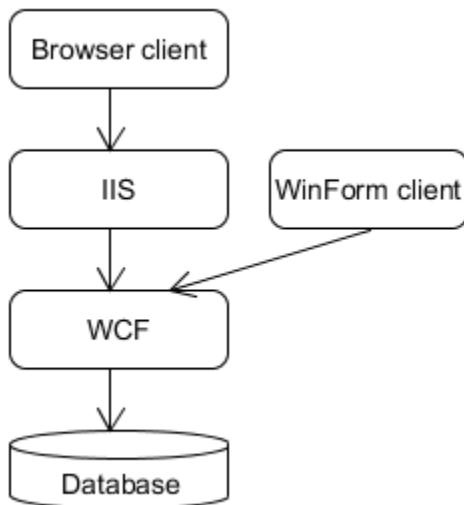 Browser client
IIS
WinForm client
WCF
Database